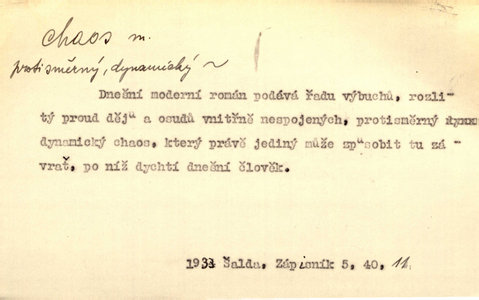 chaos m.
protisměrný, dynamický ~
Dnešní moderní román podává řadu výbuchů, rozli-
tý proud dějů a osudů vnitřně nespojených, protisměrný
dynamický chaos, který právě jediný může způsobit tu zá-
vrať, po níž dychtí dnešní člověk.
Šalda, Zápisník 5, 40, 11.